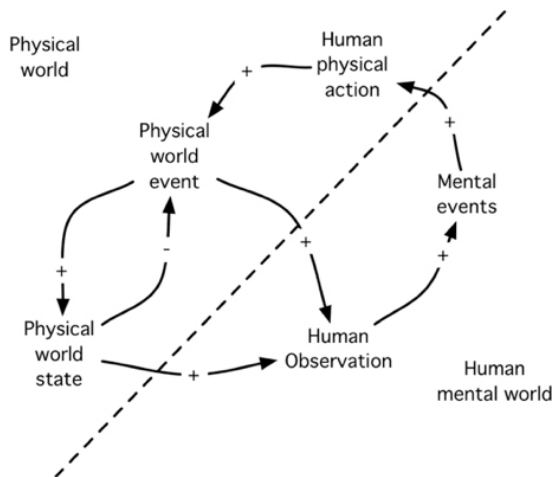 Physical
world
Human
physical
action
+
Physical
world
event
+
Mental
events
+
-
+
+
Physical
world
state
Human
Observation
+
Human
mental world